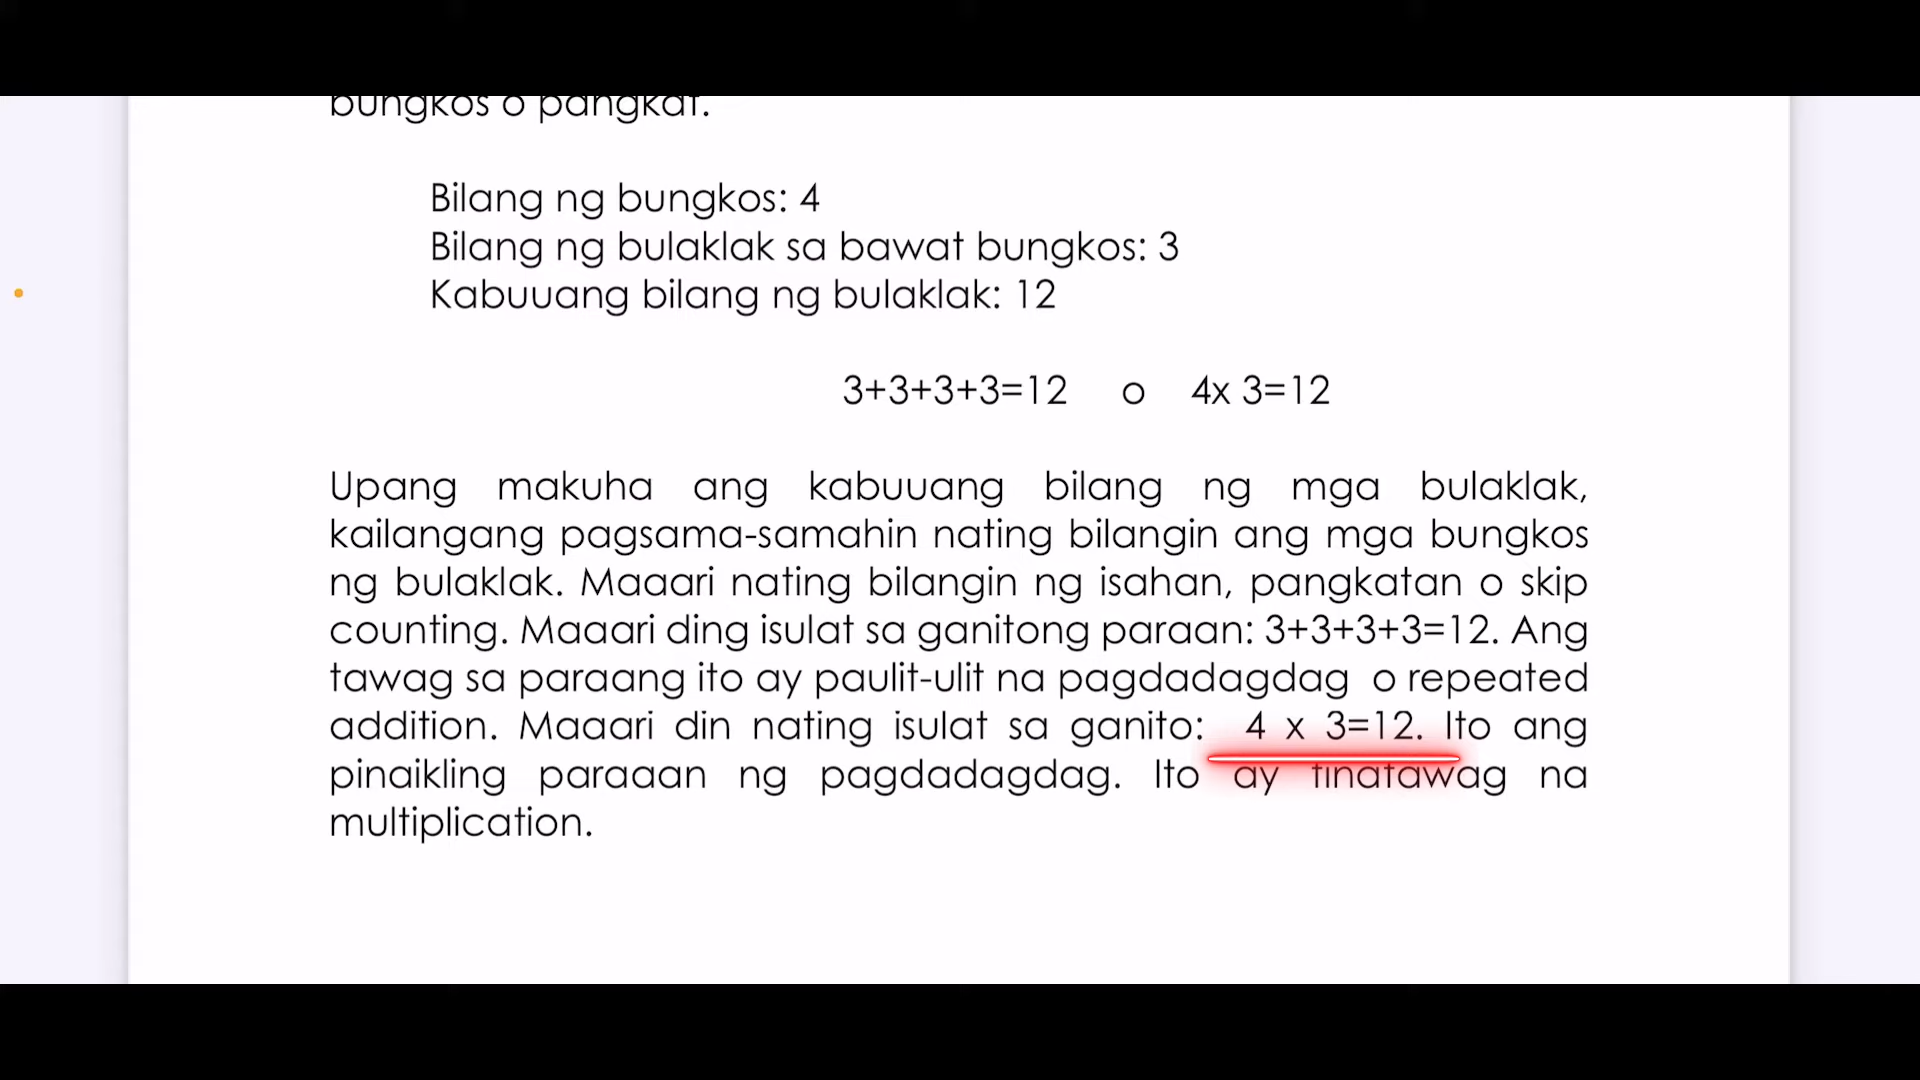 bungkos o pangkat.
Bilang ng bungkos: 4
Bilang ng bulaklak sa bawat bungkos: 3
Kabuuang bilang ng bulaklak: 12
3+3+3+3=12 o 4x 3=12
Upang makuha ang kabuuang bilang ng mga bulaklak,
kailangang pagsama-samahin nating bilangin ang mga bungkos
ng bulaklak. Maaari nating bilangin ng isahan, pangkatan o skip
counting. Maaari ding isulat sa ganitong paraan: 3+3+3+3=12. Ang
tawag sa paraang ito ay paulit-ulit na pagdadagdag o repeated
addition. Maaari din nating isulat sa ganito: 4 x 3=12. Ito ang
pinaikling paraaan ng pagdadagdag. Ito ay tinatawag na
multiplication.